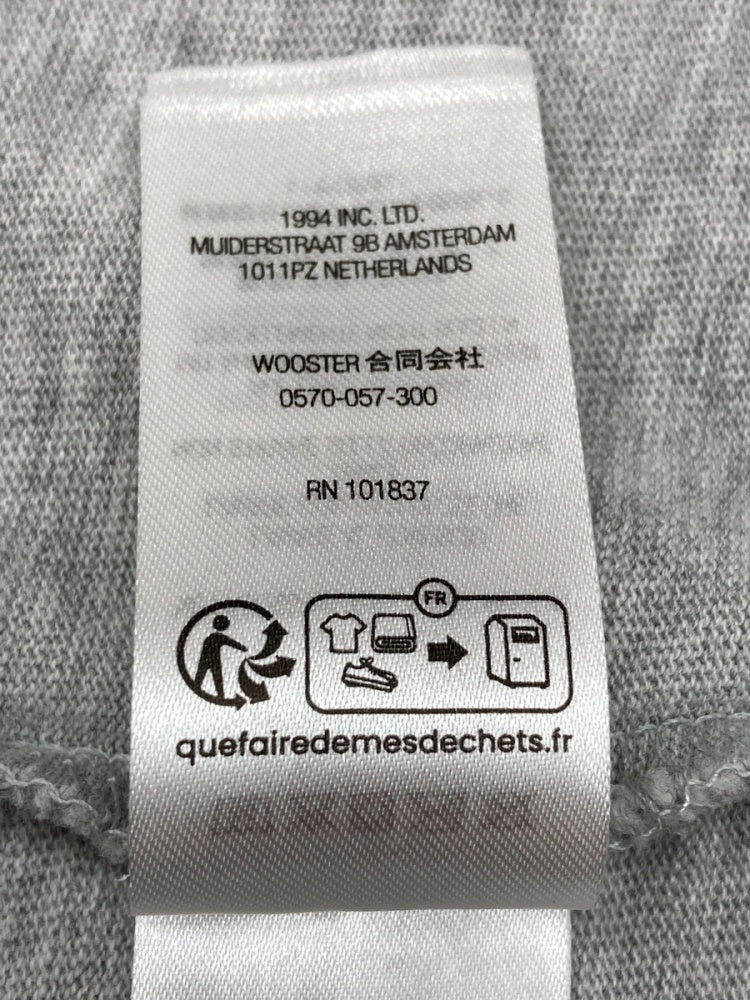 1994 INC. LTD.
MUIDERSTRAAT 9B AMSTERDAM
1011PZ NETHERLANDS
WOOSTER 合同会社
0570-057-300
RN 101837
FR
quefairedemesdechets.fr